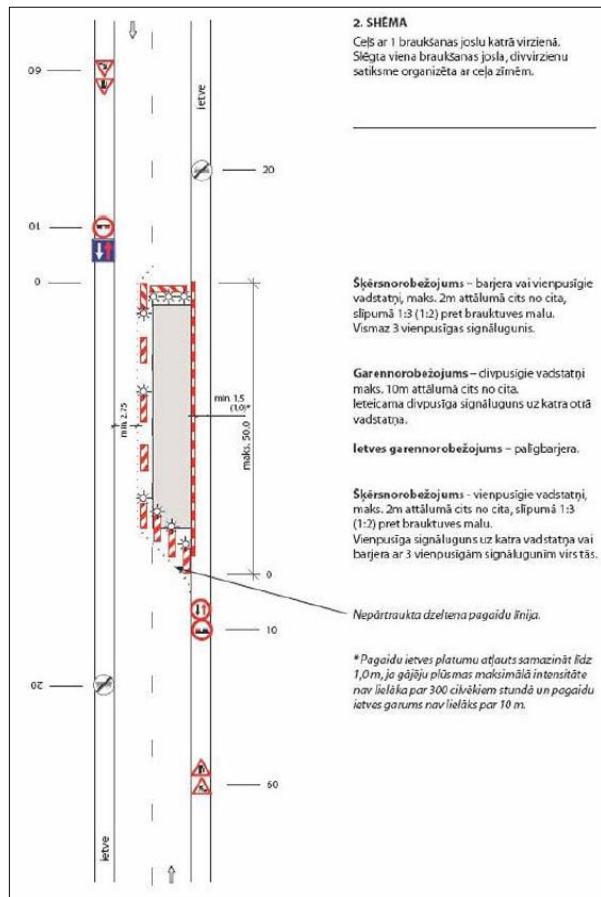 2. SHĒMA
Ceļš ar 1 braukšanas joslu katrā virzienā.
Slēgta viena braukšanas josla, divvirzienu
satiksme organizēta ar ceļa zīmēm.
ietve
60
20
10
0
Šķērsnorobežojums – barjera vai vienpusīgie
vadstatņi, maks. 2m attālumā cits no cita,
slīpumā 1:3 (1:2) pret brauktuves malu.
Vismaz 3 vienpusīgas signālugunis.
Garennorobežojums – divpusīgie vadstatņi
maks. 10m attālumā cits no cita.
Ieteicama divpusīga signāluguns uz katra otrā
vadstatņa.
min. 1,5
(1,0)*
min. 2.75
maks. 50.0
Ietves garennorobežojums – palīgbarjera.
Šķērsnorobežojums - vienpusīgie vadstatņi,
maks. 2m attālumā cits no cita, slīpumā 1:3
(1:2) pret brauktuves malu.
Vienpusīga signāluguns uz katra vadstatņa vai
barjera ar 3 vienpusīgām signālugunīm virs tās.
0
Nepārtraukta dzeltena pagaidu līnija.
10
* Pagaidu ietves platumu atļauts samazināt līdz
1,0 m, ja gājēju plūsmas maksimālā intensitāte
nav lielāka par 300 cilvēkiem stundā un pagaidu
ietves garums nav lielāks par 10 m.
20
60
ietve